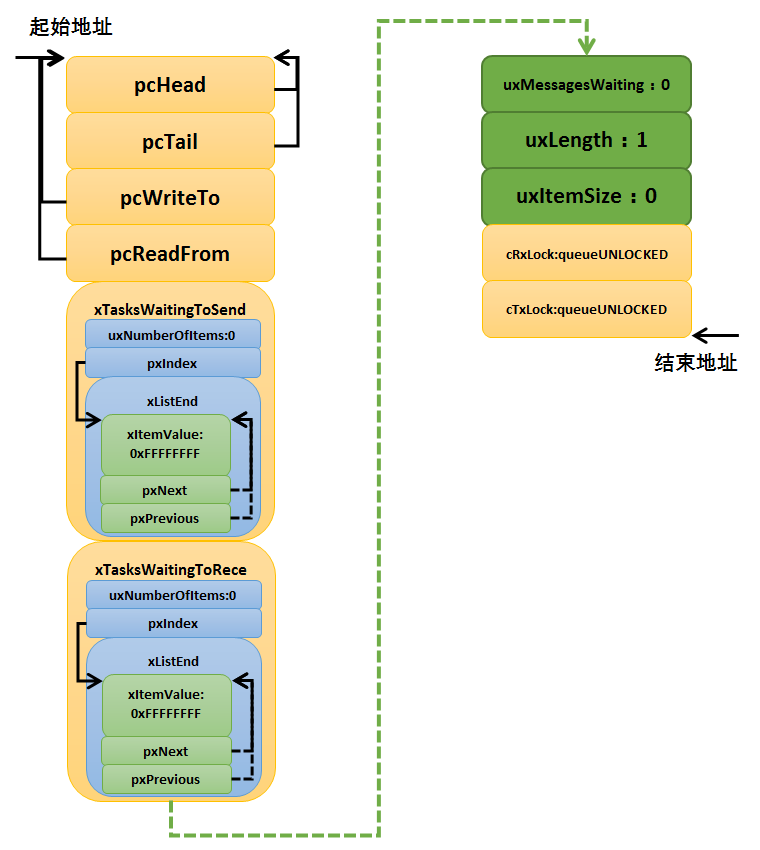 起始地址
pcHead
pcTail
pcWriteTo
pcReadFrom
xTasksWaitingToSend
uxNumberOfItems:0
pxIndex
xListEnd
xItemValue:
0xFFFFFFFF
pxNext
pxPrevious
xTasksWaitingToRece
uxNumberOfItems:0
pxIndex
xListEnd
xItemValue:
0xFFFFFFFF
pxNext
pxPrevious
uxMessagesWaiting：0
uxLength：1
uxItemSize：0
cRxLock:queueUNLOCKED
cTxLock:queueUNLOCKED
结束地址